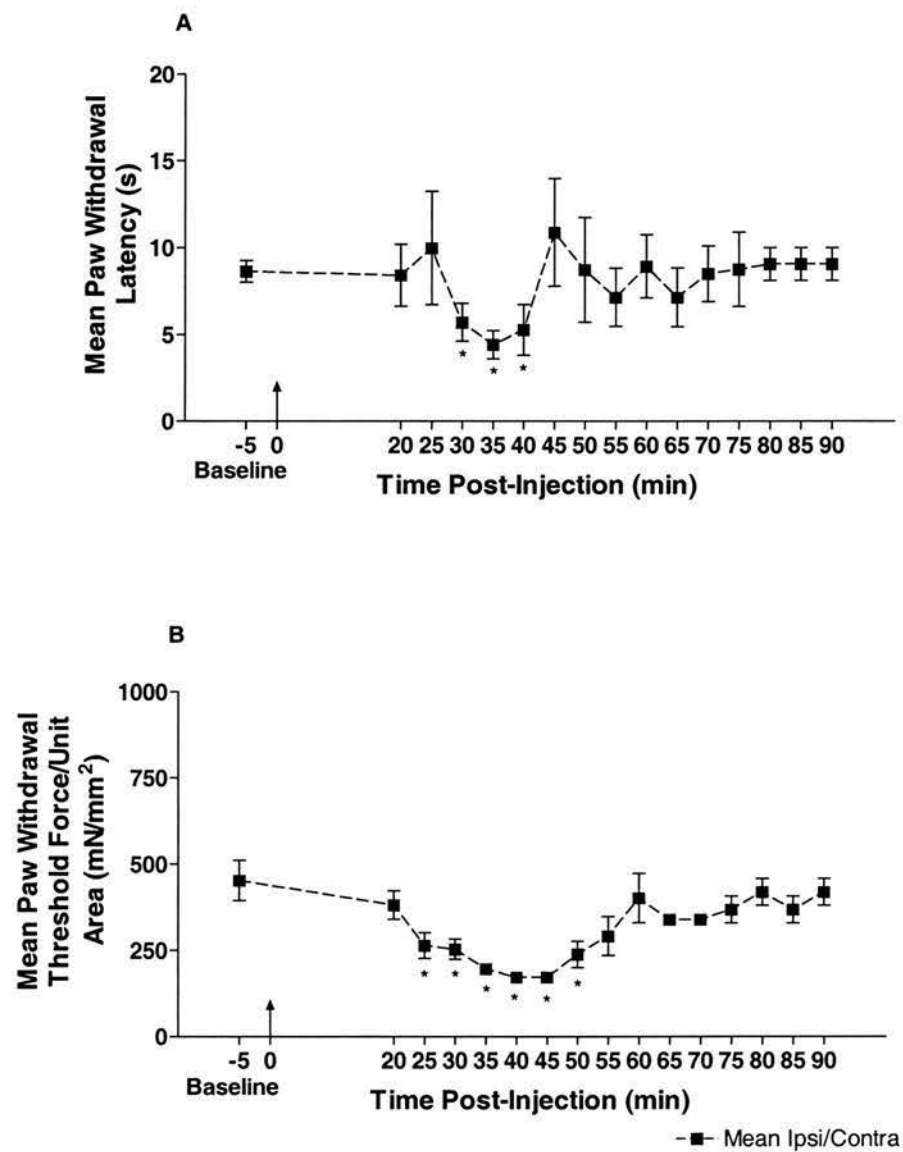 A
Mean Paw Withdrawal
Latency (s)
20
15
10
5
0
-5 0 20 25 30 35 40 45 50 55 60 65 70 75 80 85 90
Baseline
Time Post-Injection (min)
* * *
B
Mean Paw Withdrawal
Threshold Force/Unit
Area (mN/mm²)
1000
750
500
250
0
* * * * * *
-5 0 20 25 30 35 40 45 50 55 60 65 70 75 80 85 90
Baseline
Time Post-Injection (min)
Mean Ipsi/Contra